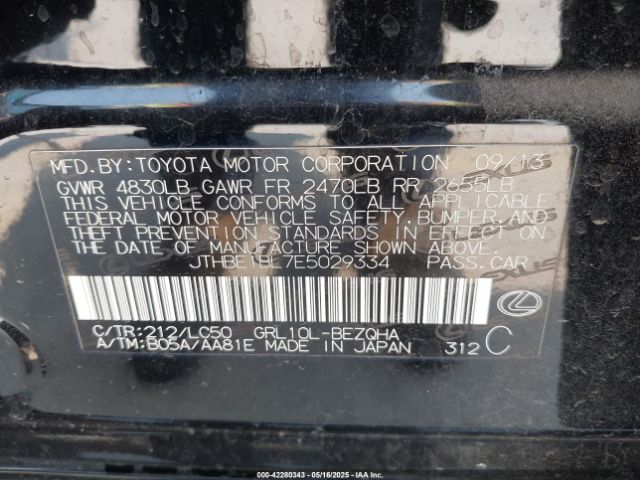 MFD.BY:TOYOTA MOTOR CORPORATION 09/13
GVWR 4830LB GAWR FR 2470LB RR 2655LB
THIS VEHICLE CONFORMS TO ALL APPLICABLE
FEDERAL MOTOR VEHICLE SAFETY, BUMPER, AND
THEFT PREVENTION STANDARDS IN EFFECT ON
THE DATE OF MANUFACTURE SHOWN ABOVE.
PASS.CAR
C/TR:212/LC50 GRL10L-BEZQHA
A/TM:B05A/AA81E MADE IN JAPAN 312 C
000-42280343 - 05/16/2025 - IAA Inc.